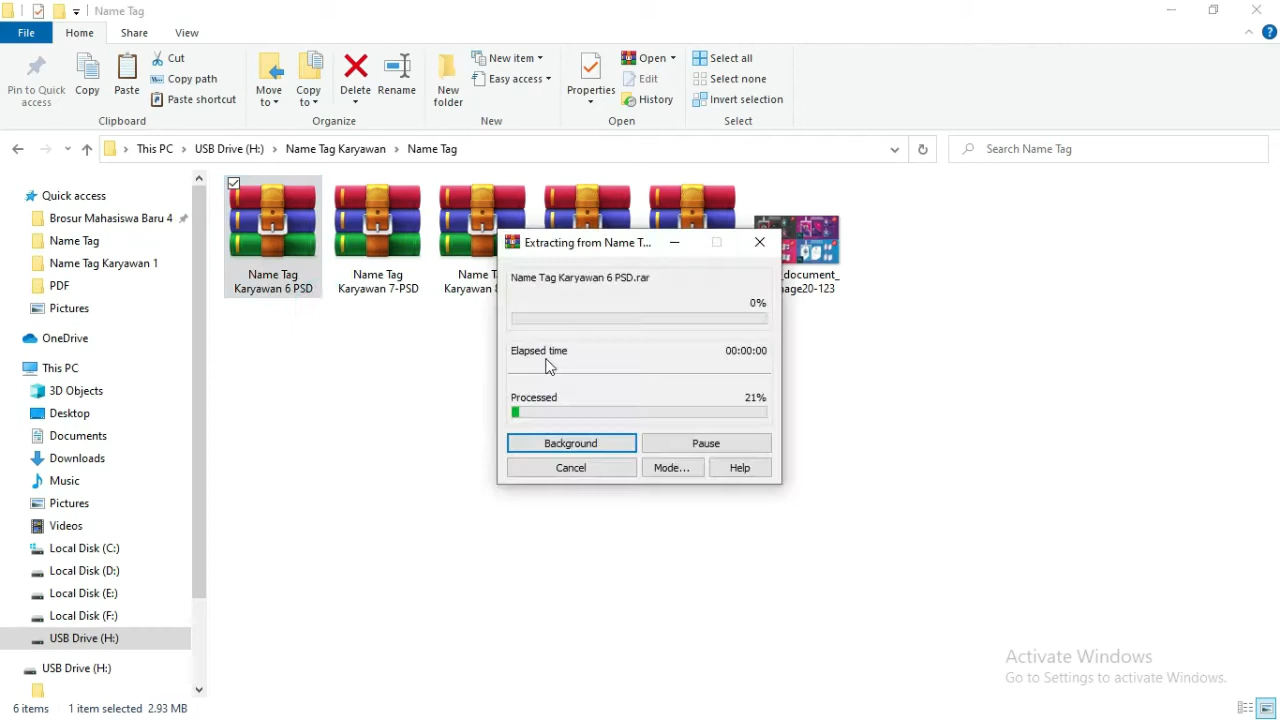 Name Tag
File
Home
Share
View
Pin to Quick access
Copy
Paste
Cut
Copy path
Paste shortcut
Clipboard
Move to
Copy to
Delete
Rename
Organize
New folder
New item
Easy access
New
Properties
Open
Edit
History
Open
Select all
Select none
Invert selection
Select
This PC
USB Drive (H:)
Name Tag Karyawan
Name Tag
Search Name Tag
Quick access
Brosur Mahasiswa Baru 4
Name Tag
Name Tag Karyawan 1
PDF
Pictures
OneDrive
This PC
3D Objects
Desktop
Documents
Downloads
Music
Pictures
Videos
Local Disk (C:)
Local Disk (D:)
Local Disk (E:)
Local Disk (F:)
USB Drive (H:)
USB Drive (H:)
Name Tag
Karyawan 6 PSD
Name Tag
Karyawan 7-PSD
Name T
Karyawan 8
_document_
nage20-123
Extracting from Name T...
Name Tag Karyawan 6 PSD.rar
0%
Elapsed time 00:00:00
Processed 21%
Background
Pause
Cancel
Mode...
Help
Activate Windows
Go to Settings to activate Windows.
6 items
1 item selected 2.93 MB